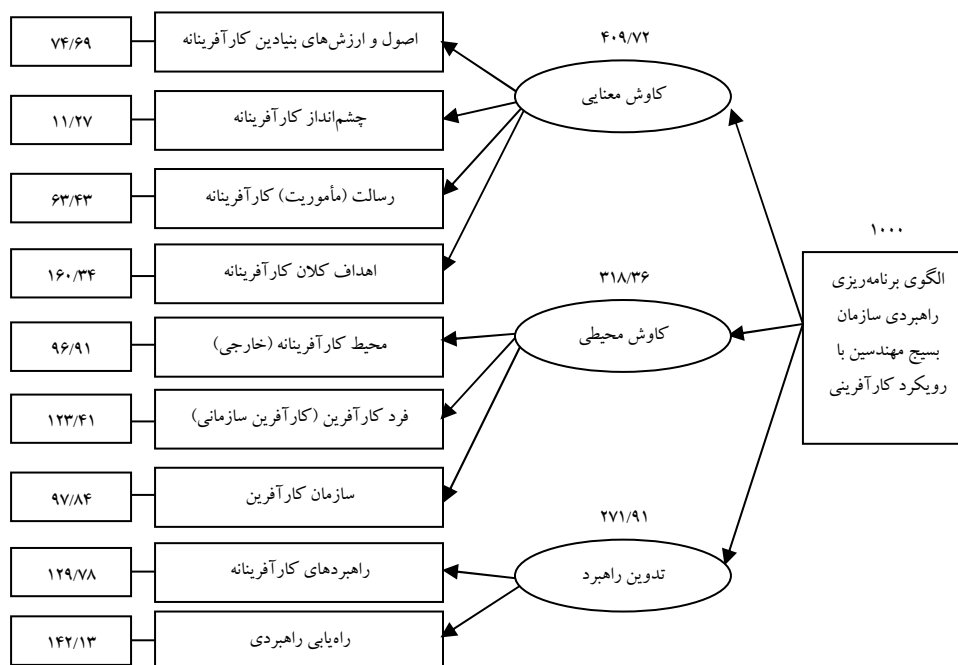 ۱۰۰۰
الگوی برنامه‌ریزی
راهبردی سازمان
بسیج مهندسین با
رویکرد کارآفرینی
۴۰۹/۷۲
کاوش معنایی
اصول و ارزش‌های بنیادین کارآفرینانه
۷۴/۶۹
چشم‌انداز کارآفرینانه
۱۱/۲۷
رسالت (مأموریت) کارآفرینانه
۶۳/۴۳
اهداف کلان کارآفرینانه
۱۶۰/۳۴
۳۱۸/۳۶
کاوش محیطی
محیط کارآفرینانه (خارجی)
۹۶/۹۱
فرد کارآفرین (کارآفرین سازمانی)
۱۲۳/۴۱
سازمان کارآفرین
۹۷/۸۴
۲۷۱/۹۱
تدوین راهبرد
راهبردهای کارآفرینانه
۱۲۹/۷۸
راه‌یابی راهبردی
۱۴۲/۱۳